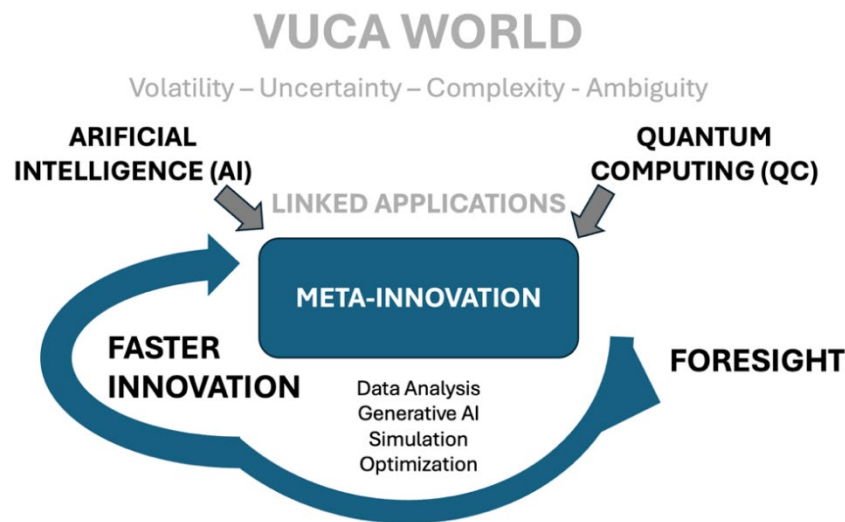 VUCA WORLD
Volatility – Uncertainty – Complexity - Ambiguity
ARIFICIAL
INTELLIGENCE (AI)
QUANTUM
COMPUTING (QC)
LINKED APPLICATIONS
META-INNOVATION
FASTER
INNOVATION
FORESIGHT
Data Analysis
Generative AI
Simulation
Optimization